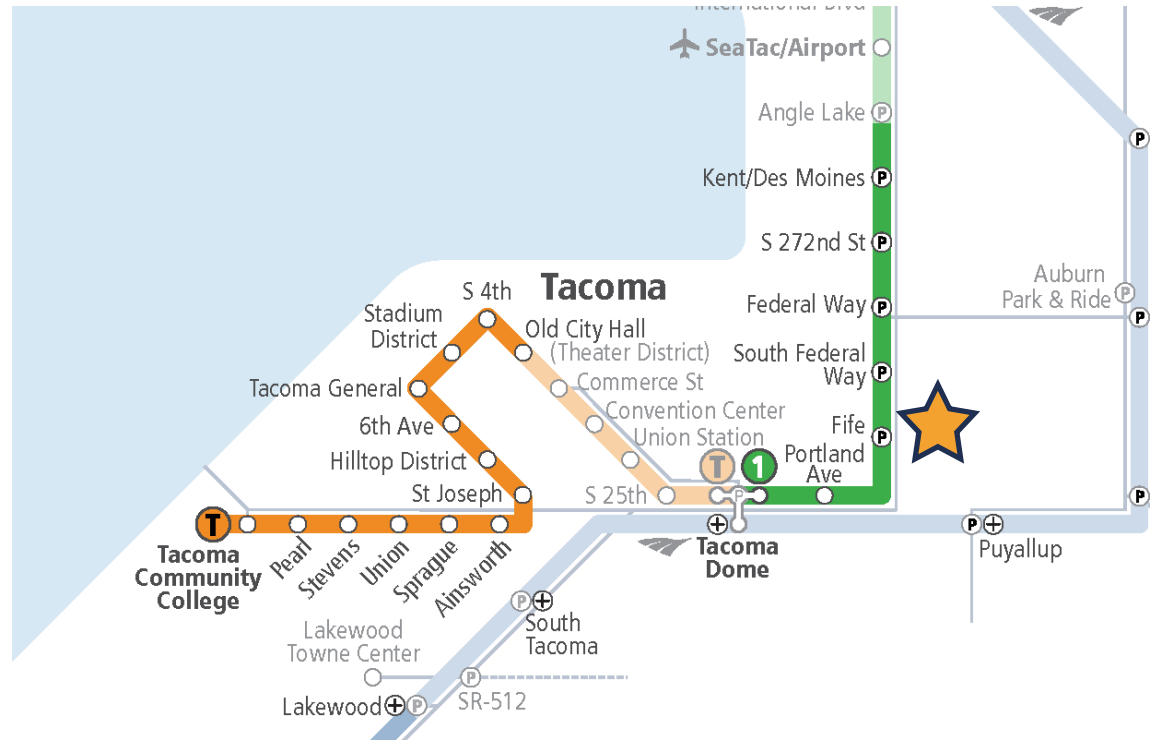 International Blvd
SeaTac/Airport
Angle Lake
P
Kent/Des Moines
P
S 272nd St
P
Federal Way
P
South Federal
Way
P
Fife
P
Portland
Ave
1
T
Tacoma
S 4th
Stadium
District
Old City Hall
(Theater District)
Tacoma General
Commerce St
6th Ave
Convention Center
Hilltop District
Union Station
St Joseph
S 25th
P
T
Tacoma
Community
College
Pearl
Stevens
Union
Sprague
Ainsworth
Tacoma
Dome
P
Puyallup
P
P
Auburn
Park & Ride
P
P
P
South
Tacoma
Lakewood
Towne Center
P
SR-512
Lakewood
P